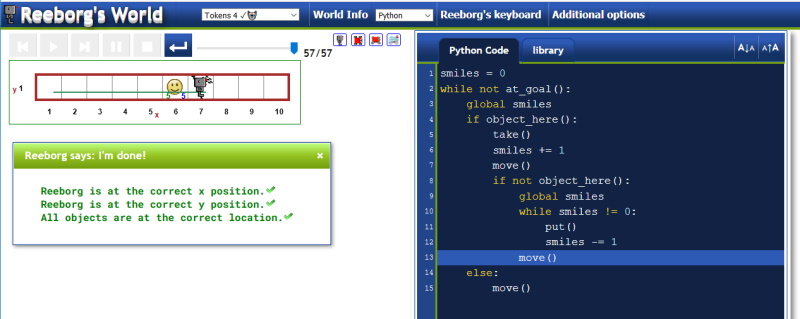 Reeborg's World
Tokens 4 ✓
World Info
Python
Reeborg's keyboard
Additional options
57/57
y 1
5 5
1 2 3 4 5 6 7 8 9 10
x
Reeborg says: I'm done!
×
Reeborg is at the correct x position.✔
Reeborg is at the correct y position.✔
All objects are at the correct location.✔
Python Code
library
A↓A
A↑A
1 smiles = 0
2 while not at_goal():
3 global smiles
4 if object_here():
5 take()
6 smiles += 1
7 move()
8 if not object_here():
9 global smiles
10 while smiles != 0:
11 put()
12 smiles -= 1
13 move()
14 else:
15 move()